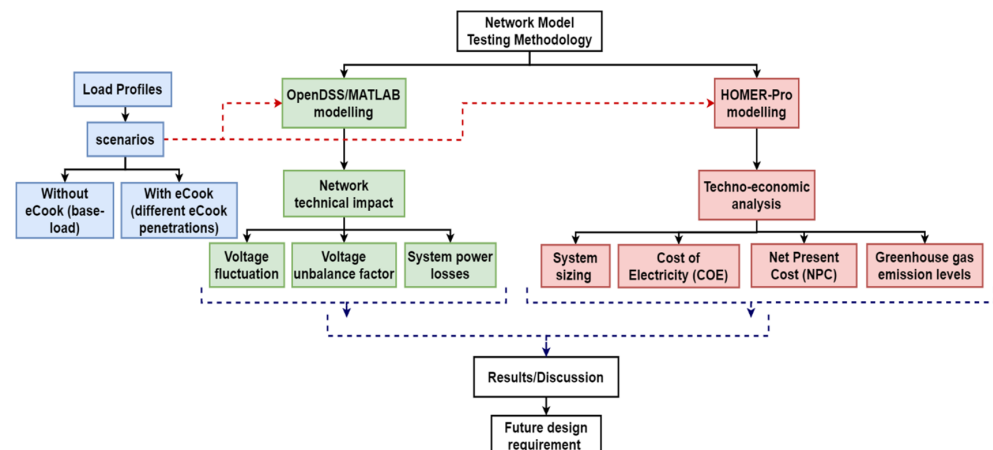 Network Model
Testing Methodology
Load Profiles
OpenDSS/MATLAB
modelling
HOMER-Pro
modelling
scenarios
Without
eCook (base-
load)
With eCook
(different eCook
penetrations)
Network
technical impact
Techno-economic
analysis
Voltage
fluctuation
Voltage
unbalance factor
System power
losses
System
sizing
Cost of
Electricity (COE)
Net Present
Cost (NPC)
Greenhouse gas
emission levels
Results/Discussion
Future design
requirement